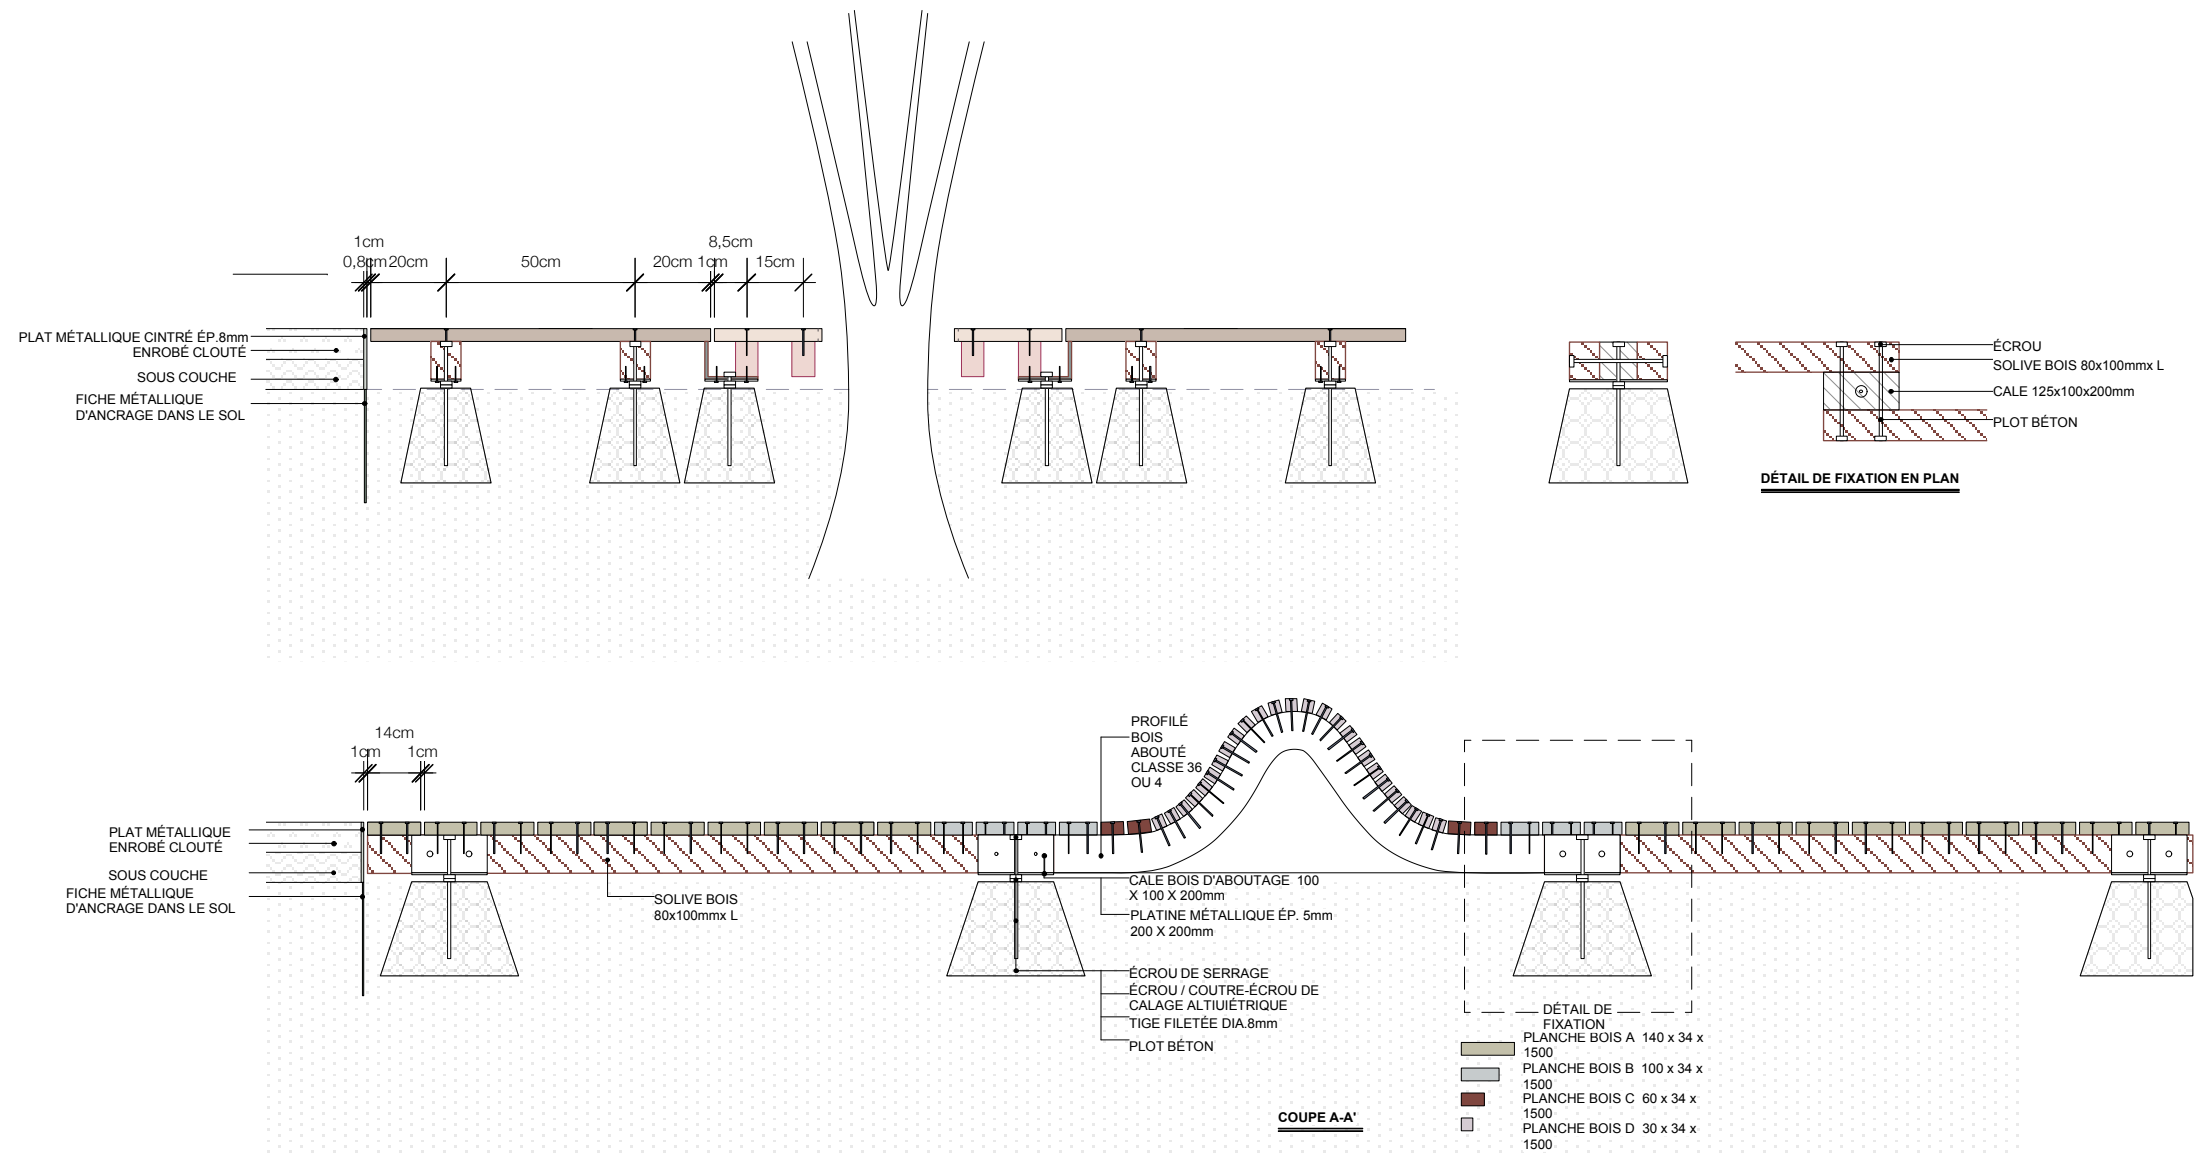 1cm
8,5cm
0,8cm
20cm
50cm
20cm
1cm
15cm
PLAT MÉTALLIQUE CINTRÉ ÉP.8mm
ENROBÉ CLOUTÉ
SOUS COUCHE
FICHE MÉTALLIQUE
D'ANCRAGE DANS LE SOL
ÉCROU
SOLIVE BOIS 80x100mmx L
CALE 125x100x200mm
PLOT BÉTON
DÉTAIL DE FIXATION EN PLAN
14cm
1cm
1cm
PLAT MÉTALLIQUE
ENROBÉ CLOUTÉ
SOUS COUCHE
FICHE MÉTALLIQUE
D'ANCRAGE DANS LE SOL
SOLIVE BOIS
80x100mmx L
PROFILÉ
BOIS
ABOUTÉ
CLASSE 36
OU 4
CALE BOIS D'ABOUTAGE 100
X 100 X 200mm
PLATINE MÉTALLIQUE ÉP. 5mm
200 X 200mm
ÉCROU DE SERRAGE
ÉCROU / COUTRE-ÉCROU DE
CALAGE ALTIUIÉTRIQUE
TIGE FILETÉE DIA.8mm
PLOT BÉTON
DÉTAIL DE
FIXATION
PLANCHE BOIS A 140 x 34 x
1500
PLANCHE BOIS B 100 x 34 x
1500
PLANCHE BOIS C 60 x 34 x
1500
PLANCHE BOIS D 30 x 34 x
1500
COUPE A-A'